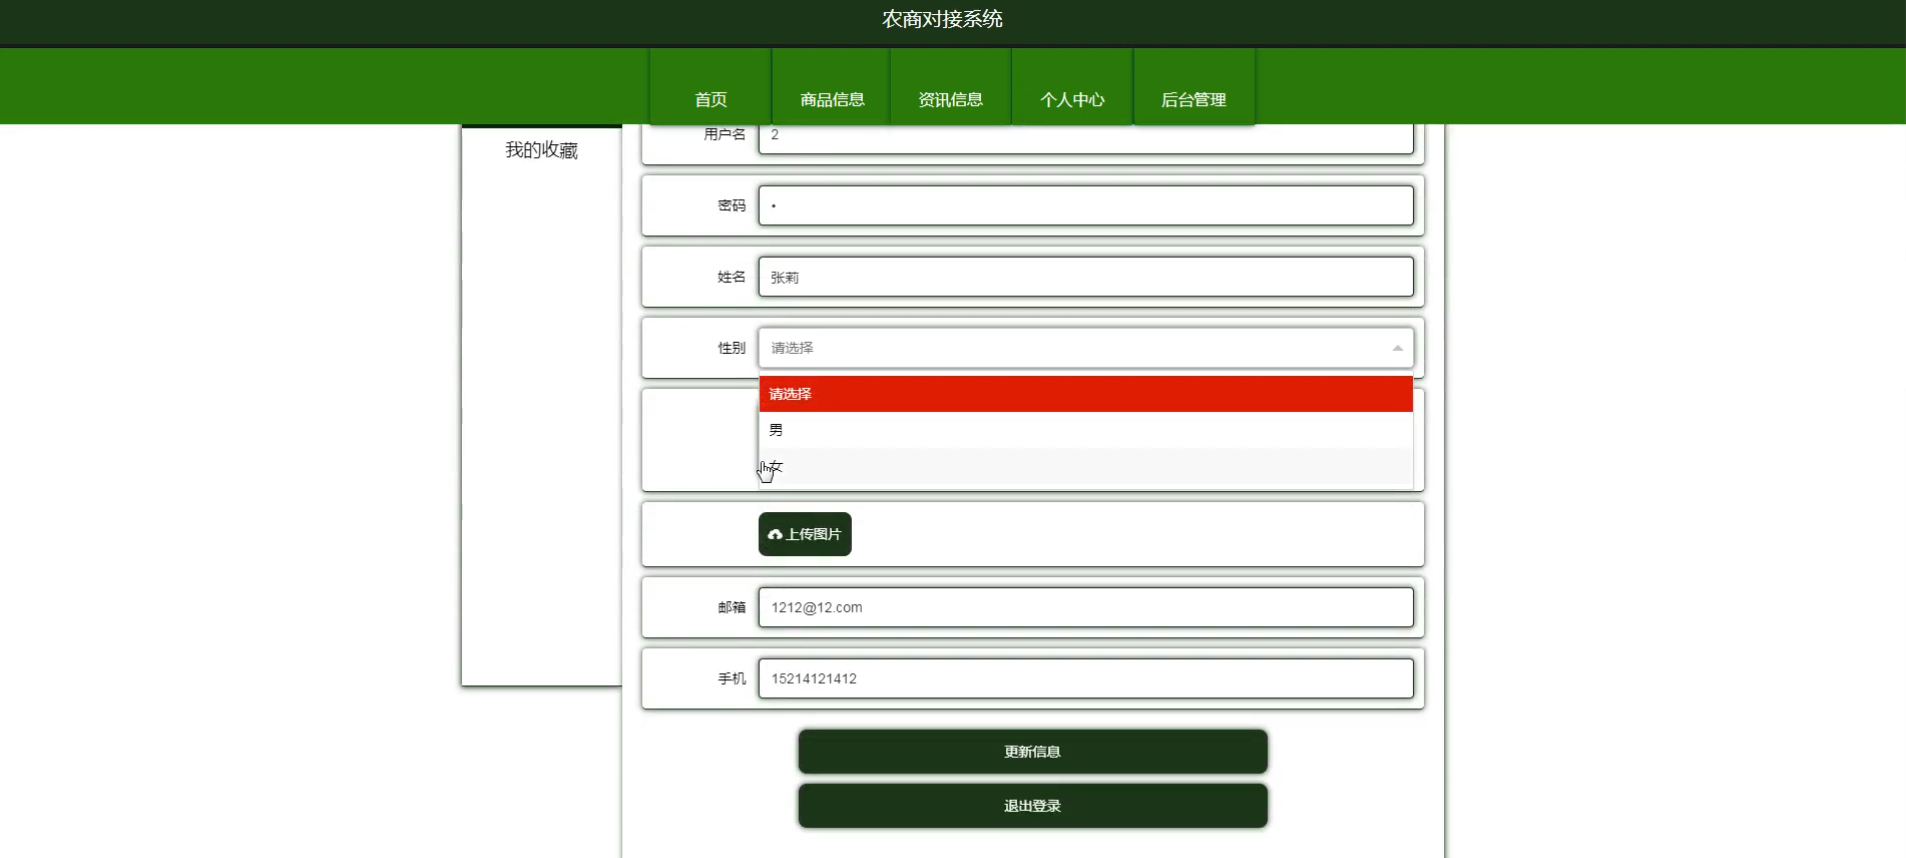 农商对接系统
首页
商品信息
资讯信息
个人中心
后台管理
我的收藏
用户名
2
密码
•
姓名
张莉
性别
请选择
请选择
男
女
上传图片
邮箱
1212@12.com
手机
15214121412
更新信息
退出登录